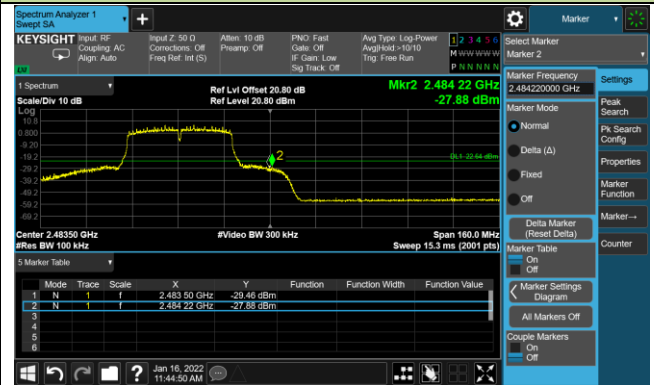 Spectrum Analyzer 1
Swept SA
Marker
KEYSIGHT
Input: RF
Coupling: AC
Align: Auto
Input Z: 50 Ω
Corrections: Off
Freq Ref: Int (S)
Atten: 10 dB
Preamp: Off
PNO: Fast
Gate: Off
IF Gain: Low
Sig Track: Off
Avg Type: Log-Power
Avg|Hold:>10/10
Trig: Free Run
1 2 3 4 5 6
M W W W W W
P N N N N N
LXI
1 Spectrum
Scale/Div 10 dB
Log
Ref Lvl Offset 20.80 dB
Ref Level 20.80 dBm
Mkr2 2.484 22 GHz
-27.88 dBm
10.8
0.800
-9.20
-19.2
-29.2
-39.2
-49.2
-59.2
-69.2
2
DL1 -22.64 dBm
Center 2.48350 GHz
#Res BW 100 kHz
#Video BW 300 kHz
Span 160.0 MHz
Sweep 15.3 ms (2001 pts)
5 Marker Table
Mode Trace Scale X Y Function Function Width Function Value
1 N 1 f 2.483 50 GHz -29.46 dBm
2 N 1 f 2.484 22 GHz -27.88 dBm
3
4
5
6
Jan 16, 2022
11:44:50 AM
Select Marker
Marker 2
Marker Frequency
2.484220000 GHz
Marker Mode
Normal
Delta (Δ)
Fixed
Off
Delta Marker
(Reset Delta)
Marker Table
On
Off
Marker Settings
Diagram
All Markers Off
Couple Markers
On
Off
Settings
Peak
Search
Pk Search
Config
Properties
Marker
Function
Marker→
Counter